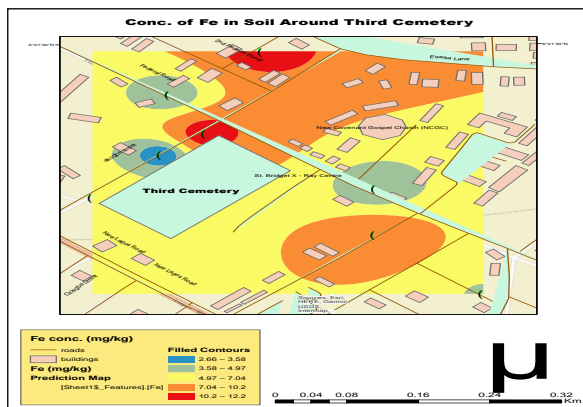 Conc. of Fe in Soil Around Third Cemetery
Eweka Lane
Federal Road
New Covenant Gospel Church (NCGC)
St. Bridget X - Ray Centre
Third Cemetery
New Lagos Road
New Lagos Road
Sources: Esri,
HERE, Garmin,
USGS,
Intermap,
Fe conc. (mg/kg)
roads
buildings
Fe (mg/kg)
Prediction Map
[Sheet1$_Features].[Fe]
Filled Contours
2.66 – 3.58
3.58 – 4.97
4.97 – 7.04
7.04 – 10.2
10.2 – 12.2
µ
0 0.04 0.08 0.16 0.24 0.32
Km